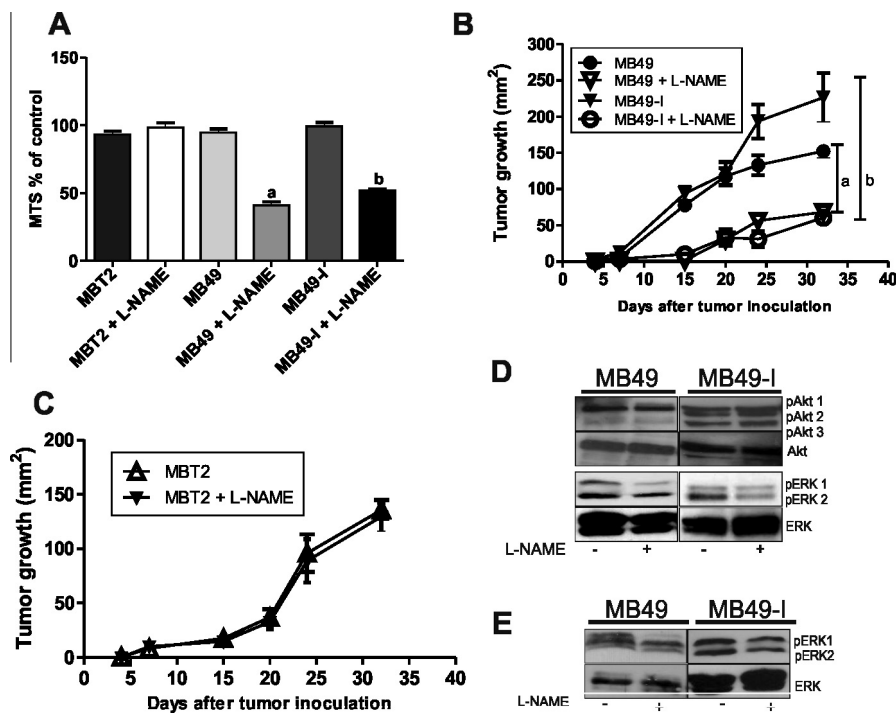 A
MTS % of control
150
100
50
0
MBT2
MBT2 + L-NAME
MB49
MB49 + L-NAME
MB49-I
MB49-I + L-NAME
a
b
B
Tumor growth (mm²)
300
250
200
150
100
50
0
MB49
MB49 + L-NAME
MB49-I
MB49-I + L-NAME
a
b
0 5 10 15 20 25 30 35 40
Days after tumor inoculation
C
Tumor growth (mm²)
200
150
100
50
0
MBT2
MBT2 + L-NAME
0 5 10 15 20 25 30 35 40
Days after tumor inoculation
D
MB49 MB49-I
pAkt 1
pAkt 2
pAkt 3
Akt
pERK 1
pERK 2
ERK
L-NAME - + - +
E
MB49 MB49-I
pERK1
pERK2
ERK
L-NAME - + - +